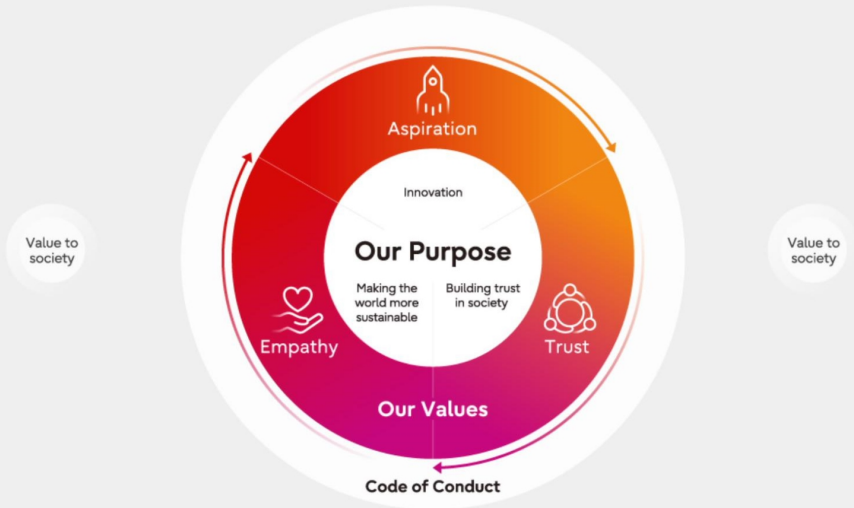 Aspiration
Innovation
Value to
society
Our Purpose
Value to
society
Making the
world more
sustainable
Building trust
in society
Empathy
Trust
Our Values
Code of Conduct